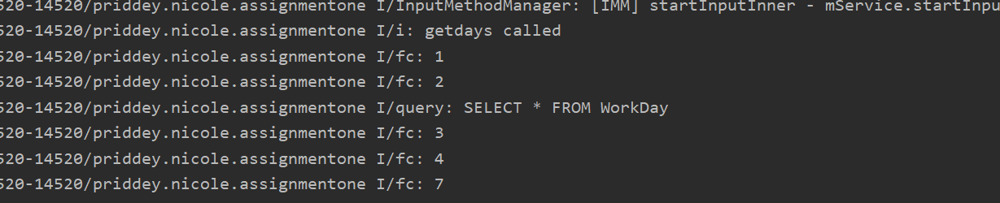 520-14520/priddey.nicole.assignmentone I/InputMethodManager: [IMM] startInputInner - mService.startInpu
520-14520/priddey.nicole.assignmentone I/i: getdays called
520-14520/priddey.nicole.assignmentone I/fc: 1
520-14520/priddey.nicole.assignmentone I/fc: 2
520-14520/priddey.nicole.assignmentone I/query: SELECT * FROM WorkDay
520-14520/priddey.nicole.assignmentone I/fc: 3
520-14520/priddey.nicole.assignmentone I/fc: 4
520-14520/priddey.nicole.assignmentone I/fc: 7